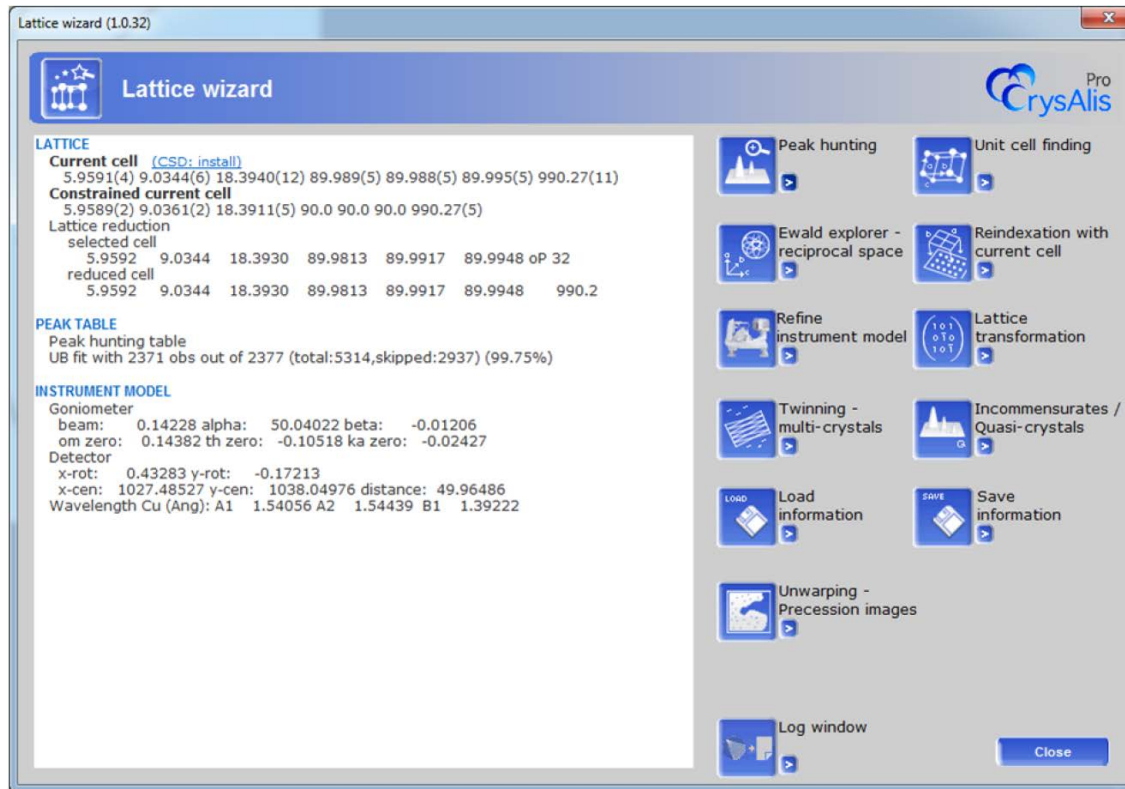 Lattice wizard (1.0.32)
Lattice wizard
CrysAlis Pro
LATTICE
Current cell (CSD: install)
5.9591(4) 9.0344(6) 18.3940(12) 89.989(5) 89.988(5) 89.995(5) 990.27(11)
Constrained current cell
5.9589(2) 9.0361(2) 18.3911(5) 90.0 90.0 90.0 990.27(5)
Lattice reduction
selected cell
5.9592 9.0344 18.3930 89.9813 89.9917 89.9948 oP 32
reduced cell
5.9592 9.0344 18.3930 89.9813 89.9917 89.9948 990.2
PEAK TABLE
Peak hunting table
UB fit with 2371 obs out of 2377 (total:5314,skipped:2937) (99.75%)
INSTRUMENT MODEL
Goniometer
beam: 0.14228 alpha: 50.04022 beta: -0.01206
om zero: 0.14382 th zero: -0.10518 ka zero: -0.02427
Detector
x-rot: 0.43283 y-rot: -0.17213
x-cen: 1027.48527 y-cen: 1038.04976 distance: 49.96486
Wavelength Cu (Ang): A1 1.54056 A2 1.54439 B1 1.39222
Peak hunting
Unit cell finding
Ewald explorer -
reciprocal space
Reindexation with
current cell
Refine
instrument model
Lattice
transformation
Twinning -
multi-crystals
Incommensurates /
Quasi-crystals
LOAD
Load
information
SAVE
Save
information
Unwarping -
Precession images
Log window
Close